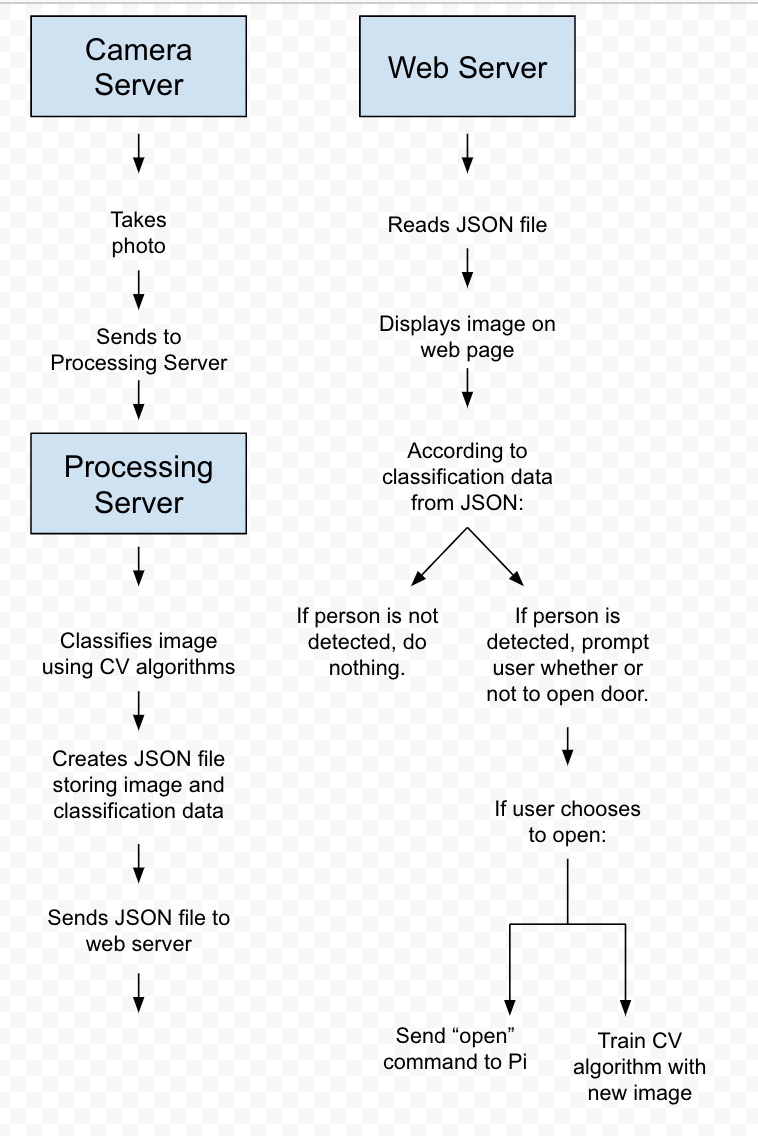 Camera
Server
Takes
photo
Sends to
Processing Server
Processing
Server
Classifies image
using CV algorithms
Creates JSON file
storing image and
classification data
Sends JSON file to
web server
Web Server
Reads JSON file
Displays image on
web page
According to
classification data
from JSON:
If person is not
detected, do
nothing.
If person is
detected, prompt
user whether or
not to open door.
If user chooses
to open:
Send “open”
command to Pi
Train CV
algorithm with
new image